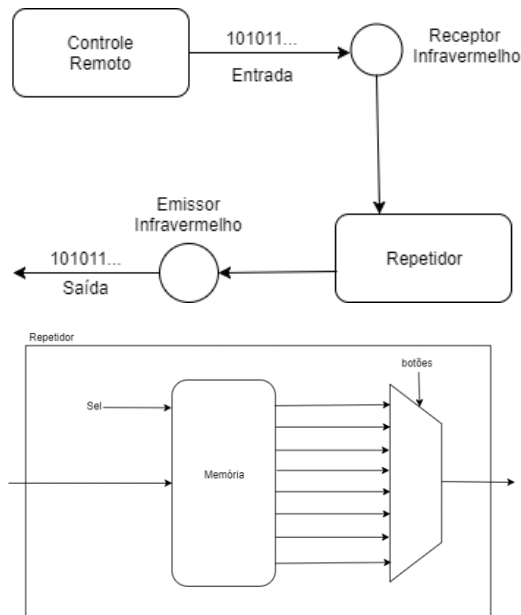 Controle
Remoto
101011...
Entrada
Receptor
Infravermelho
Emissor
Infravermelho
101011...
Saída
Repetidor
Repetidor
botões
Sel
Memória